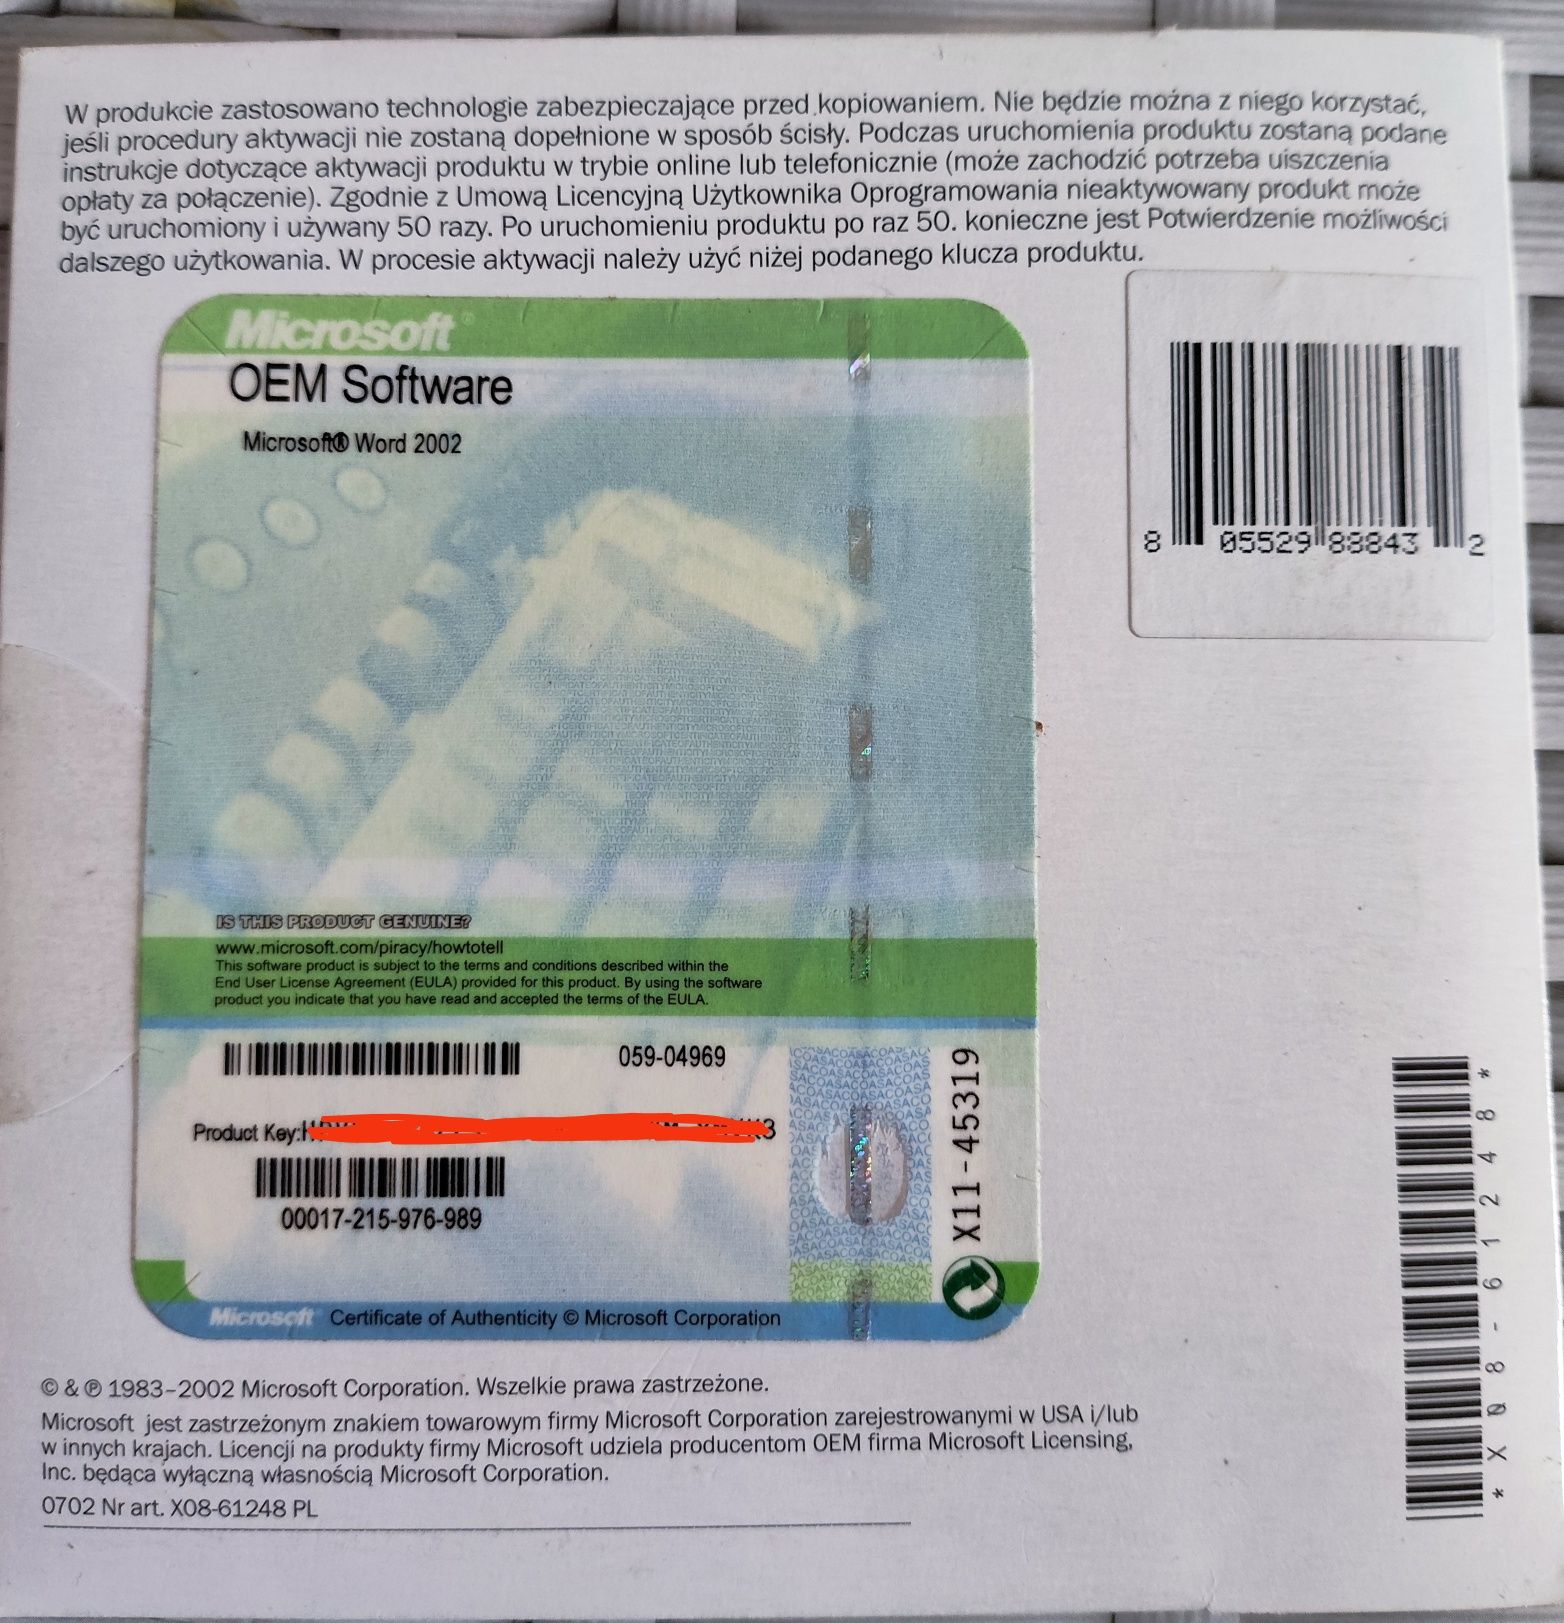 W produkcie zastosowano technologie zabezpieczające przed kopiowaniem. Nie będzie można z niego korzystać,
jeśli procedury aktywacji nie zostaną dopełnione w sposób ścisły. Podczas uruchomienia produktu zostaną podane
instrukcje dotyczące aktywacji produktu w trybie online lub telefonicznie (może zachodzić potrzeba uiszczenia
opłaty za połączenie). Zgodnie z Umową Licencyjną Użytkownika Oprogramowania nieaktywowany produkt może
być uruchomiony i używany 50 razy. Po uruchomieniu produktu po raz 50. konieczne jest Potwierdzenie możliwości
dalszego użytkowania. W procesie aktywacji należy użyć niżej podanego klucza produktu.
Microsoft®
OEM Software
Microsoft® Word 2002
8 05529 88843 2
IS THIS PRODUCT GENUINE?
www.microsoft.com/piracy/howtotell
This software product is subject to the terms and conditions described within the
End User License Agreement (EULA) provided for this product. By using the software
product you indicate that you have read and accepted the terms of the EULA.
059-04969
Product Key:
00017-215-976-989
X11-45319
Microsoft Certificate of Authenticity © Microsoft Corporation
*X08-61248*
© & ℗ 1983–2002 Microsoft Corporation. Wszelkie prawa zastrzeżone.
Microsoft jest zastrzeżonym znakiem towarowym firmy Microsoft Corporation zarejestrowanymi w USA i/lub
w innych krajach. Licencji na produkty firmy Microsoft udziela producentom OEM firma Microsoft Licensing,
Inc. będąca wyłączną własnością Microsoft Corporation.
0702 Nr art. X08-61248 PL